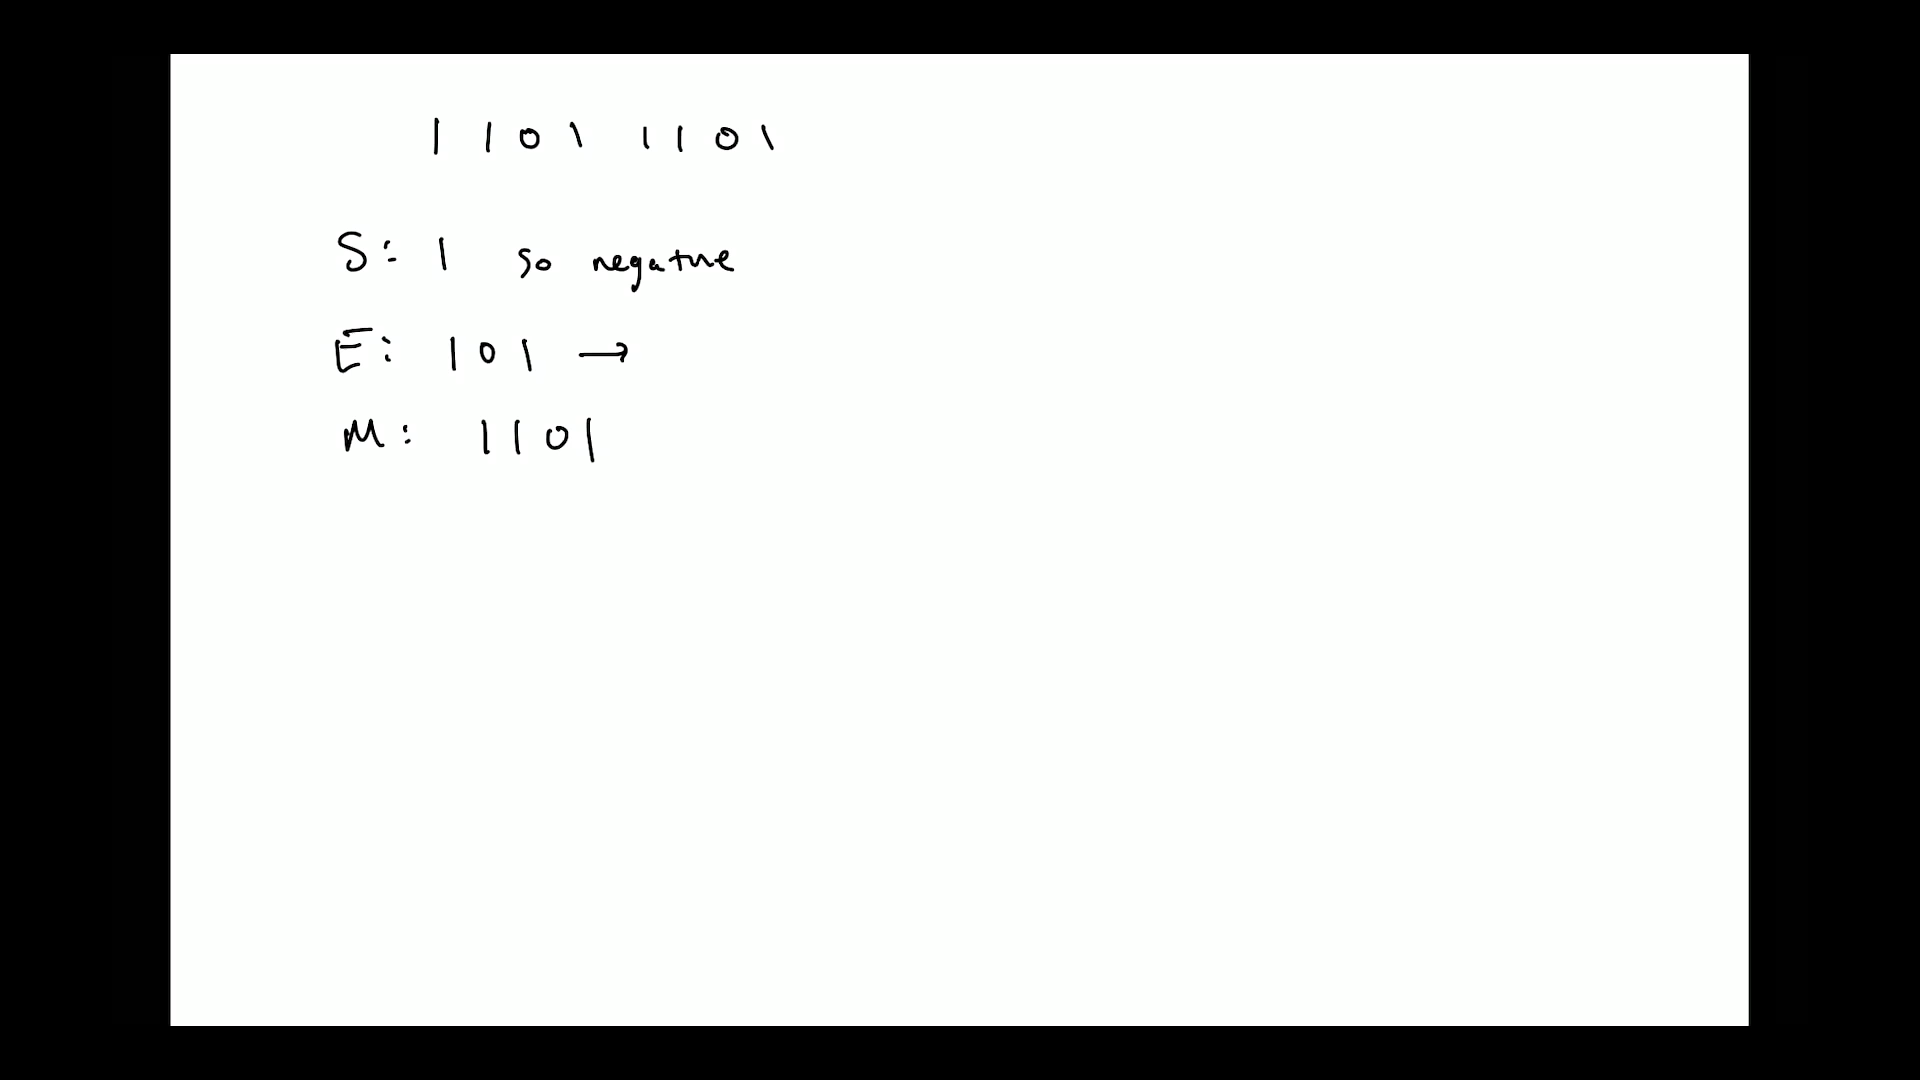 1 1 0 1 1 1 0 1
S: 1 so negative
E: 1 0 1 →
M: 1 1 0 1